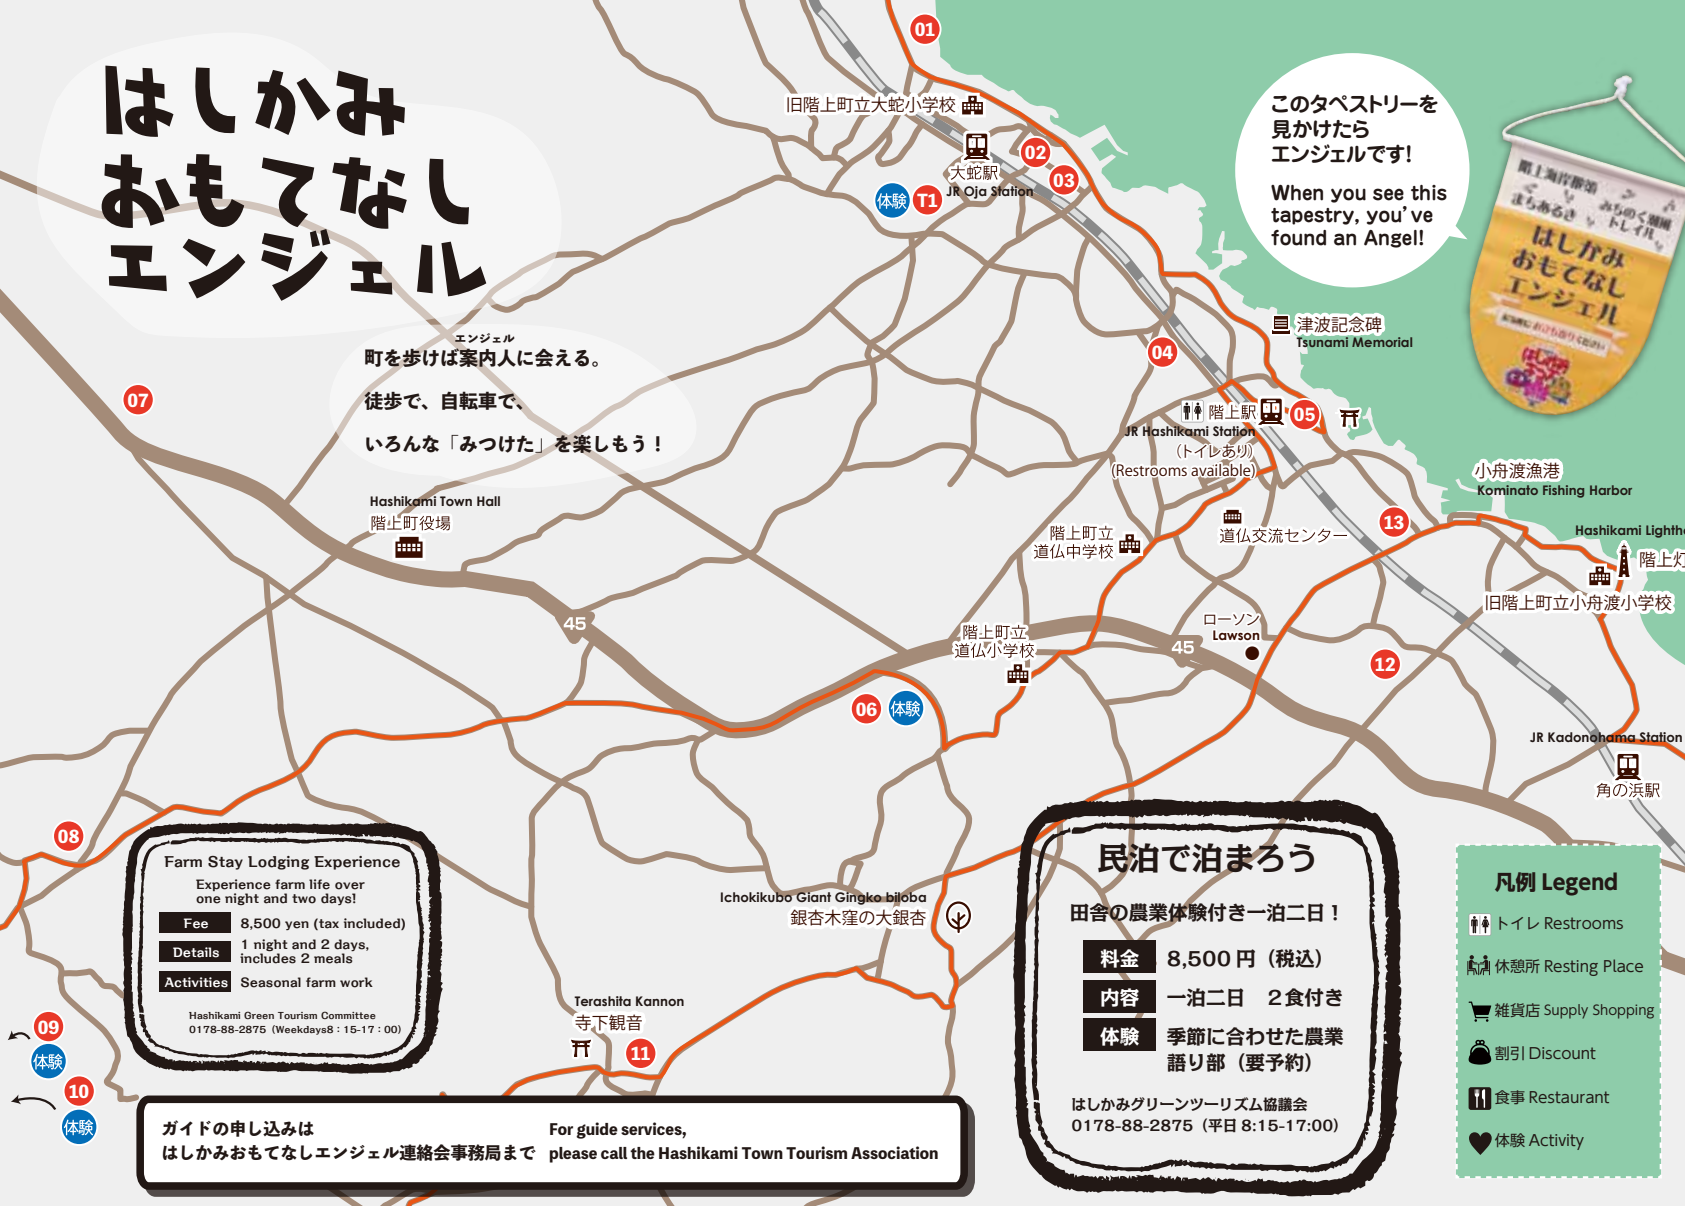 はしかみ
おもてなし
エンジェル
エンジェル
町を歩けば案内人に会える。
徒歩で、自転車で、
いろんな「みつけた」を楽しもう！
01
旧階上町立大蛇小学校
大蛇駅
JR Oja Station
02
03
体験 T1
このタペストリーを
見かけたら
エンジェルです!
When you see this
tapestry, you've
found an Angel!
階上海岸散策
まちあるき
みちのく潮風
トレイル
はしかみ
おもてなし
エンジェル
津波記念碑
Tsunami Memorial
04
階上駅
05
JR Hashikami Station
(トイレあり)
(Restrooms available)
07
Hashikami Town Hall
階上町役場
小舟渡漁港
Kominato Fishing Harbor
13
道仏交流センター
階上町立
道仏中学校
Hashikami Lighth
階上灯
旧階上町立小舟渡小学校
45
階上町立
道仏小学校
ローソン
Lawson
45
12
06 体験
JR Kadonohama Station
角の浜駅
08
Farm Stay Lodging Experience
Experience farm life over
one night and two days!
Fee 8,500 yen (tax included)
Details 1 night and 2 days,
includes 2 meals
Activities Seasonal farm work
Hashikami Green Tourism Committee
0178-88-2875（Weekdays8：15-17：00）
Ichokikubo Giant Gingko biloba
銀杏木窪の大銀杏
Terashita Kannon
寺下観音
11
09
体験
10
体験
民泊で泊まろう
田舎の農業体験付き一泊二日！
料金 8,500 円（税込）
内容 一泊二日　２食付き
体験 季節に合わせた農業
語り部（要予約）
はしかみグリーンツーリズム協議会
0178-88-2875（平日 8:15-17:00）
凡例 Legend
トイレ Restrooms
休憩所 Resting Place
雑貨店 Supply Shopping
割引 Discount
食事 Restaurant
体験 Activity
ガイドの申し込みは
はしかみおもてなしエンジェル連絡会事務局まで
For guide services,
please call the Hashikami Town Tourism Association